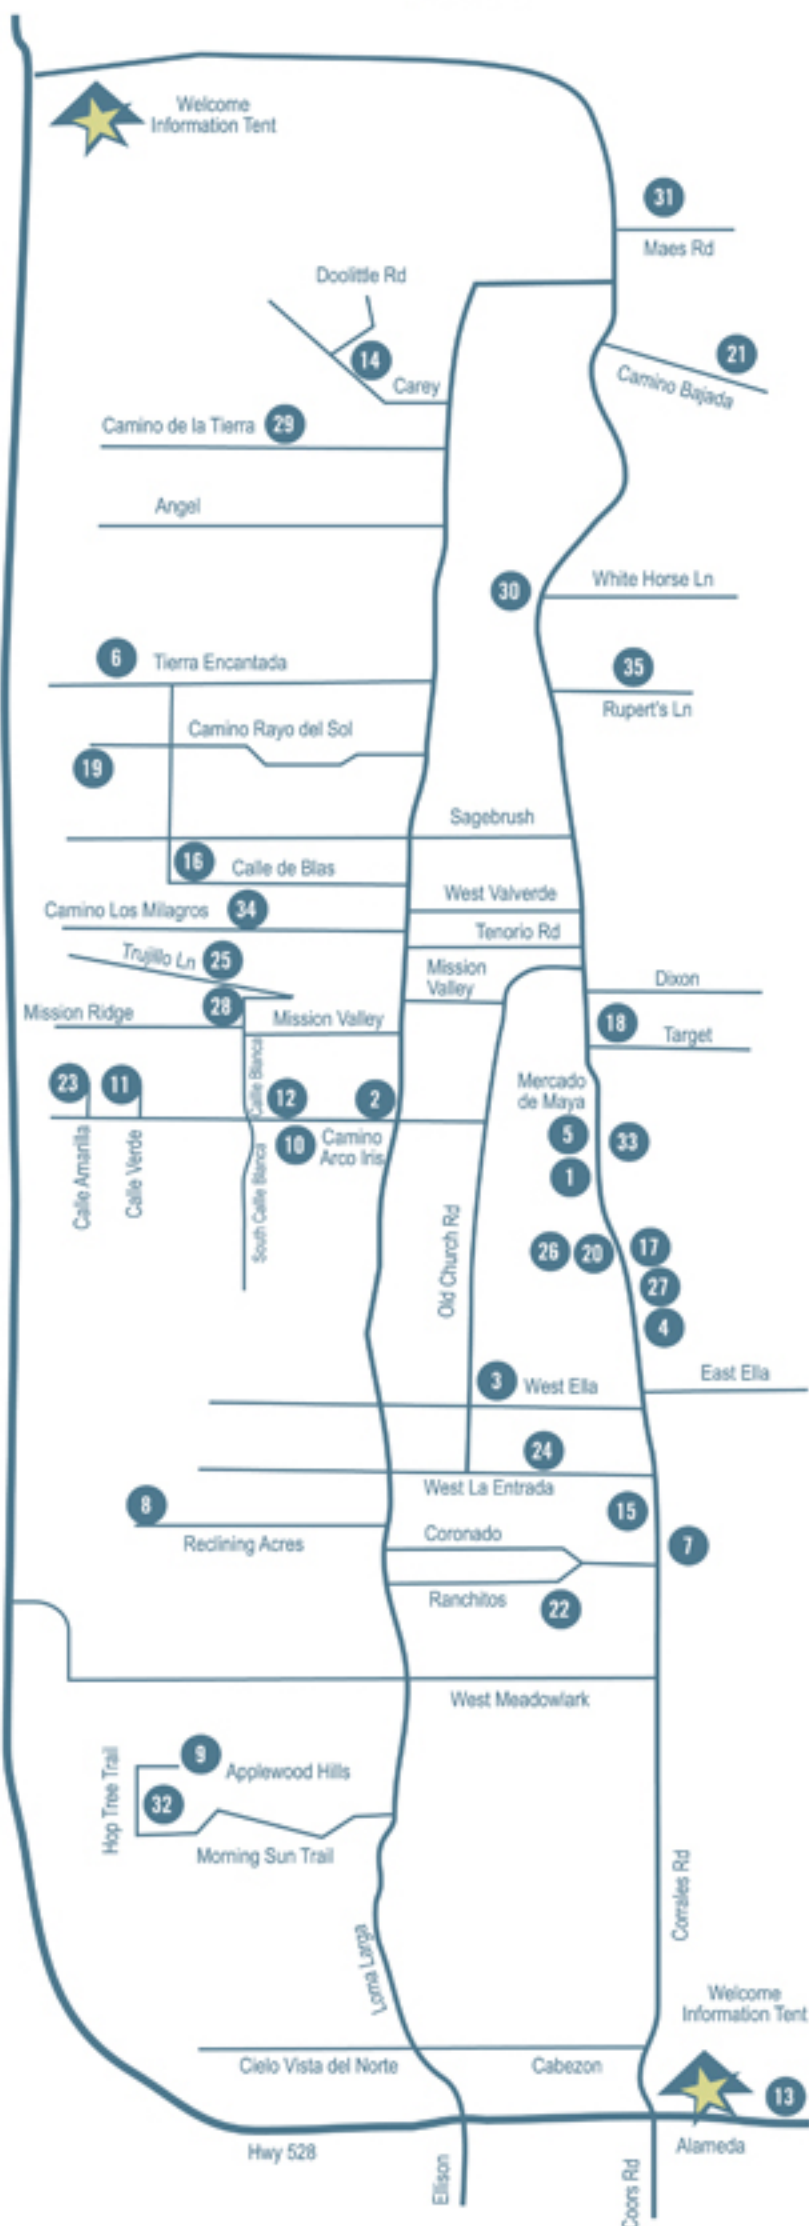 Welcome
Information Tent
31
Maes Rd
Doolittle Rd
14
21
Carey
Camino Bajada
Camino de la Tierra
29
Angel
30
White Horse Ln
6
Tierra Encantada
35
Rupert's Ln
Camino Rayo del Sol
19
Sagebrush
16
Calle de Blas
West Valverde
Camino Los Milagros
34
Tenorio Rd
Trujillo Ln
25
Mission
Valley
Dixon
28
Mission Ridge
Mission Valley
18
Target
Calle Blanca
23
11
12
2
Mercado
de Maya
5
33
10
Camino
Arco Iris
Calle Amarilla
Calle Verde
South Calle Blanca
1
Old Church Rd
26
20
17
27
4
3
West Ella
East Ella
24
West La Entrada
8
15
Reclining Acres
Coronado
7
Ranchitos
22
West Meadowlark
Hop Tree Trail
9
Applewood Hills
32
Morning Sun Trail
Corrales Rd
Loma Larga
Welcome
Information Tent
Cielo Vista del Norte
Cabezon
13
Hwy 528
Alameda
Ellison
Coors Rd